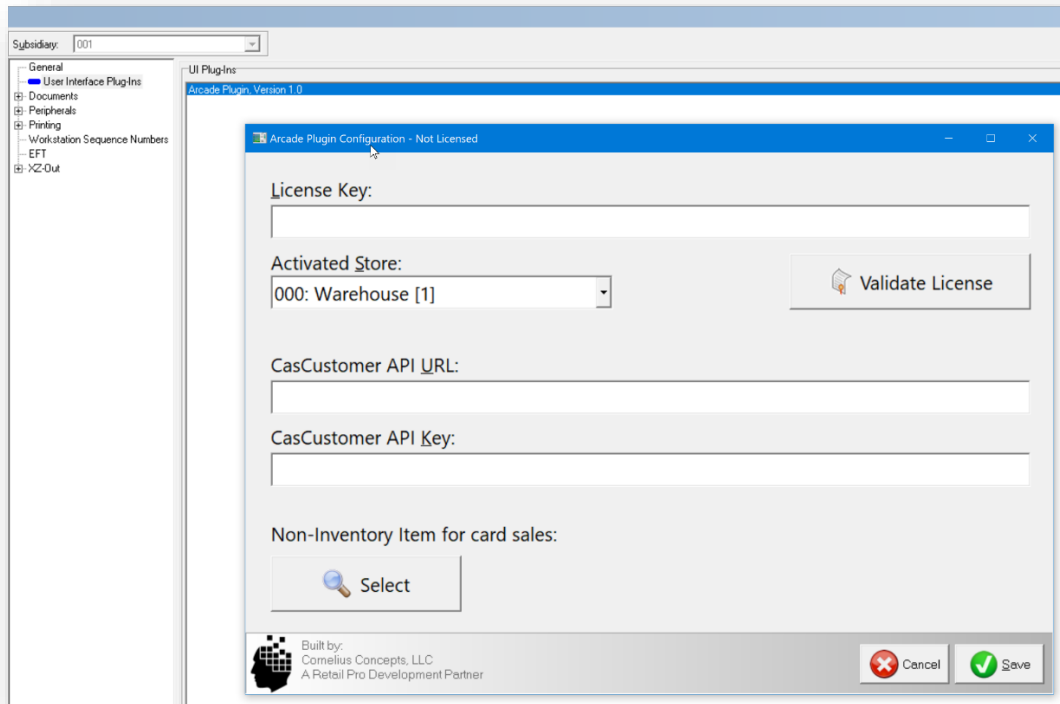 Subsidiary: 001
General
User Interface Plug-Ins
Documents
Peripherals
Printing
Workstation Sequence Numbers
EFT
XZ-Out
UI Plug-Ins
Arcade Plugin, Version 1.0
Arcade Plugin Configuration - Not Licensed
License Key:
Activated Store:
000: Warehouse [1]
Validate License
CasCustomer API URL:
CasCustomer API Key:
Non-Inventory Item for card sales:
Select
Built by:
Cornelius Concepts, LLC
A Retail Pro Development Partner
Cancel
Save